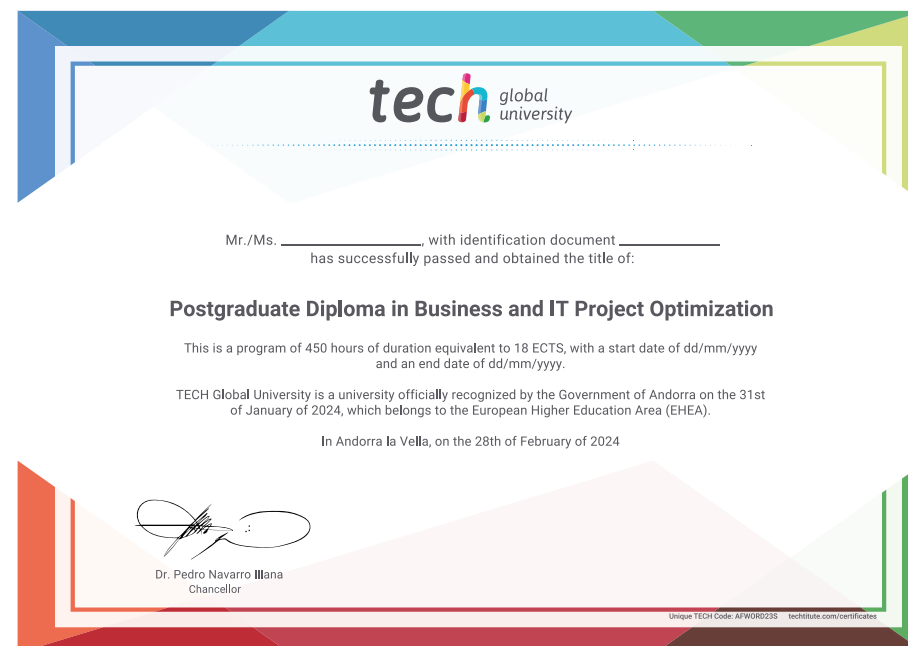 tech global university
Mr./Ms. ____________, with identification document ____________
has successfully passed and obtained the title of:
Postgraduate Diploma in Business and IT Project Optimization
This is a program of 450 hours of duration equivalent to 18 ECTS, with a start date of dd/mm/yyyy
and an end date of dd/mm/yyyy.
TECH Global University is a university officially recognized by the Government of Andorra on the 31st
of January of 2024, which belongs to the European Higher Education Area (EHEA).
In Andorra la Vella, on the 28th of February of 2024
Dr. Pedro Navarro Illana
Chancellor
Unique TECH Code: AFWORD23S techtitute.com/certificates